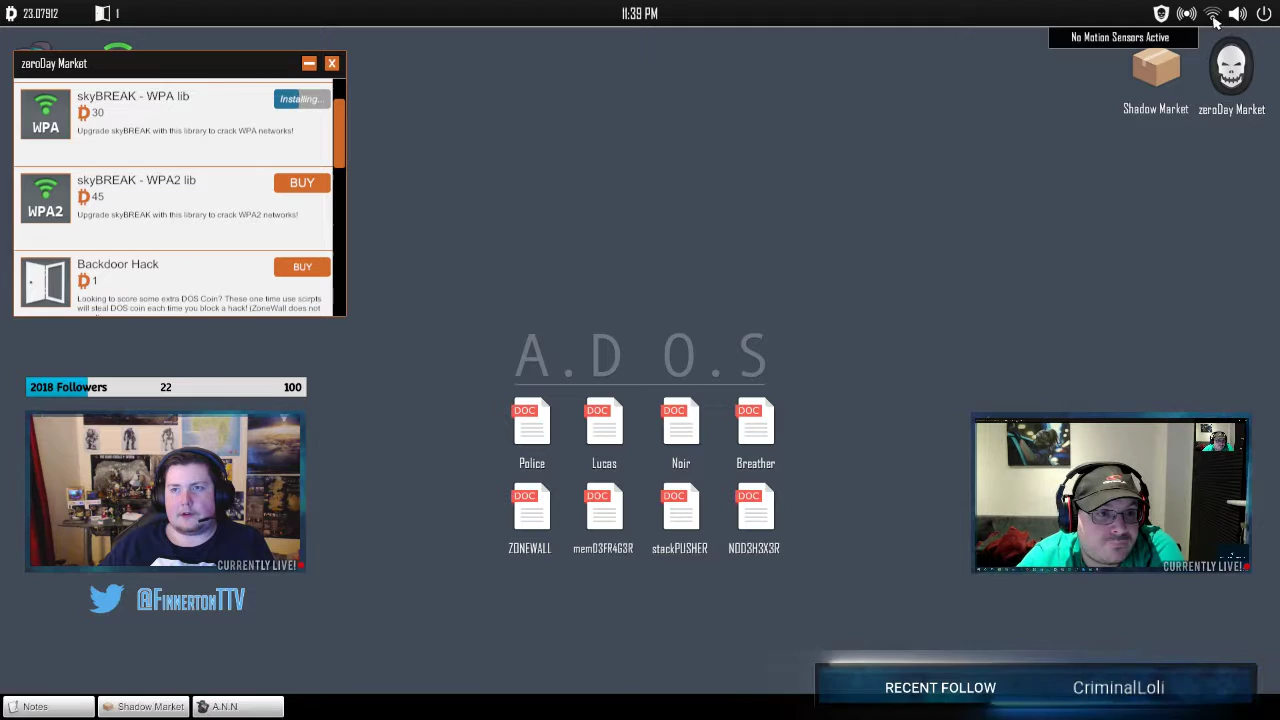 23.07912
1
11:39 PM
No Motion Sensors Active
zeroDay Market
skyBREAK - WPA lib
30
Upgrade skyBREAK with this library to crack WPA networks!
Installing...
WPA
skyBREAK - WPA2 lib
45
Upgrade skyBREAK with this library to crack WPA2 networks!
BUY
WPA2
Backdoor Hack
1
Looking to score some extra DOS Coin? These one time use scirpts
will steal DOS coin each time you block a hack! (ZoneWall does not
BUY
Shadow Market
zeroDay Market
A.D O.S
DOC
DOC
DOC
DOC
Police
Lucas
Noir
Breather
DOC
DOC
DOC
DOC
ZONEWALL
memD3FR4G3R
stackPUSHER
NOD3H3X3R
2018 Followers 22 100
CURRENTLY LIVE!
CURRENTLY LIVE!
@FinnertonTTV
RECENT FOLLOW CriminalLoli
Notes
Shadow Market
A.N.N